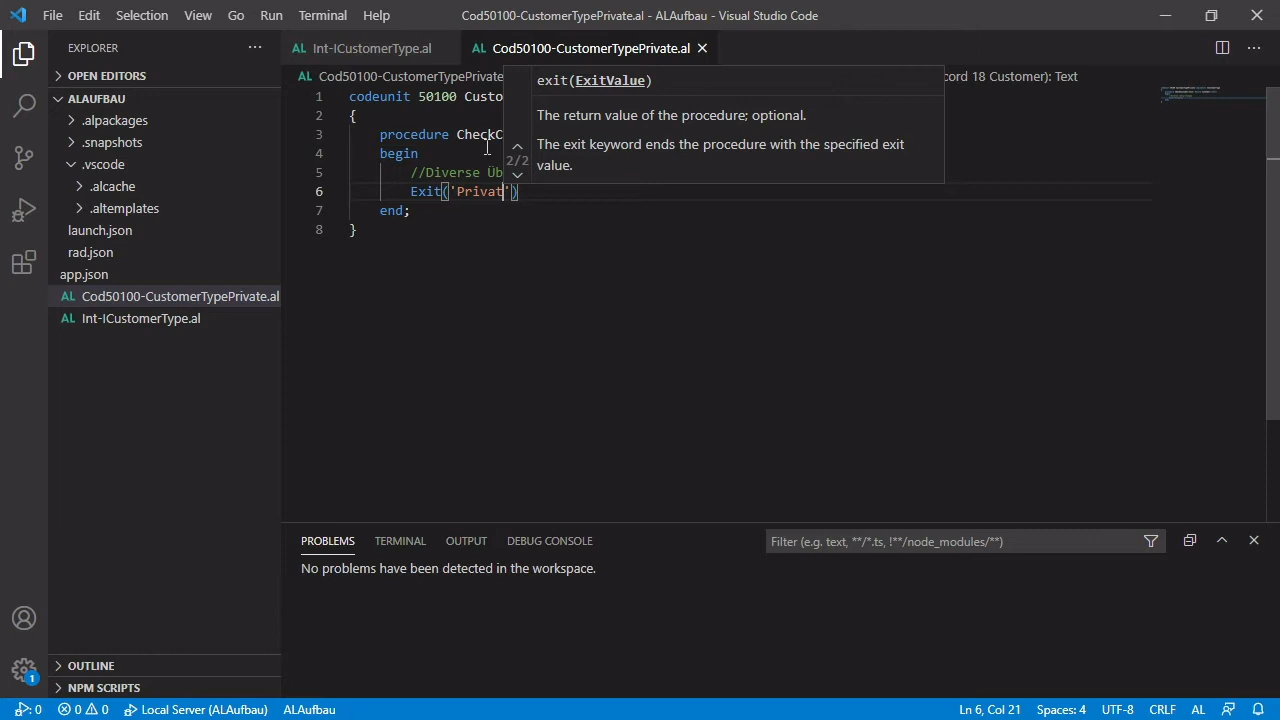 File Edit Selection View Go Run Terminal Help
Cod50100-CustomerTypePrivate.al - ALAufbau - Visual Studio Code
EXPLORER
OPEN EDITORS
ALAUFBAU
.alpackages
.snapshots
.vscode
.alcache
.altemplates
launch.json
rad.json
app.json
AL Cod50100-CustomerTypePrivate.al
AL Int-ICustomerType.al
OUTLINE
NPM SCRIPTS
1
AL Int-ICustomerType.al
AL Cod50100-CustomerTypePrivate.al
AL Cod50100-CustomerTypePrivate
cord 18 Customer): Text
exit(ExitValue)
The return value of the procedure; optional.
The exit keyword ends the procedure with the specified exit
value.
2/2
1 codeunit 50100 Custo
2 {
3 procedure CheckC
4 begin
5 //Diverse Üb
6 Exit('Privat')
7 end;
8 }
PROBLEMS TERMINAL OUTPUT DEBUG CONSOLE
Filter (e.g. text, **/*.ts, !**/node_modules/**)
No problems have been detected in the workspace.
: 0 0 0 Local Server (ALAufbau) ALAufbau
Ln 6, Col 21 Spaces: 4 UTF-8 CRLF AL